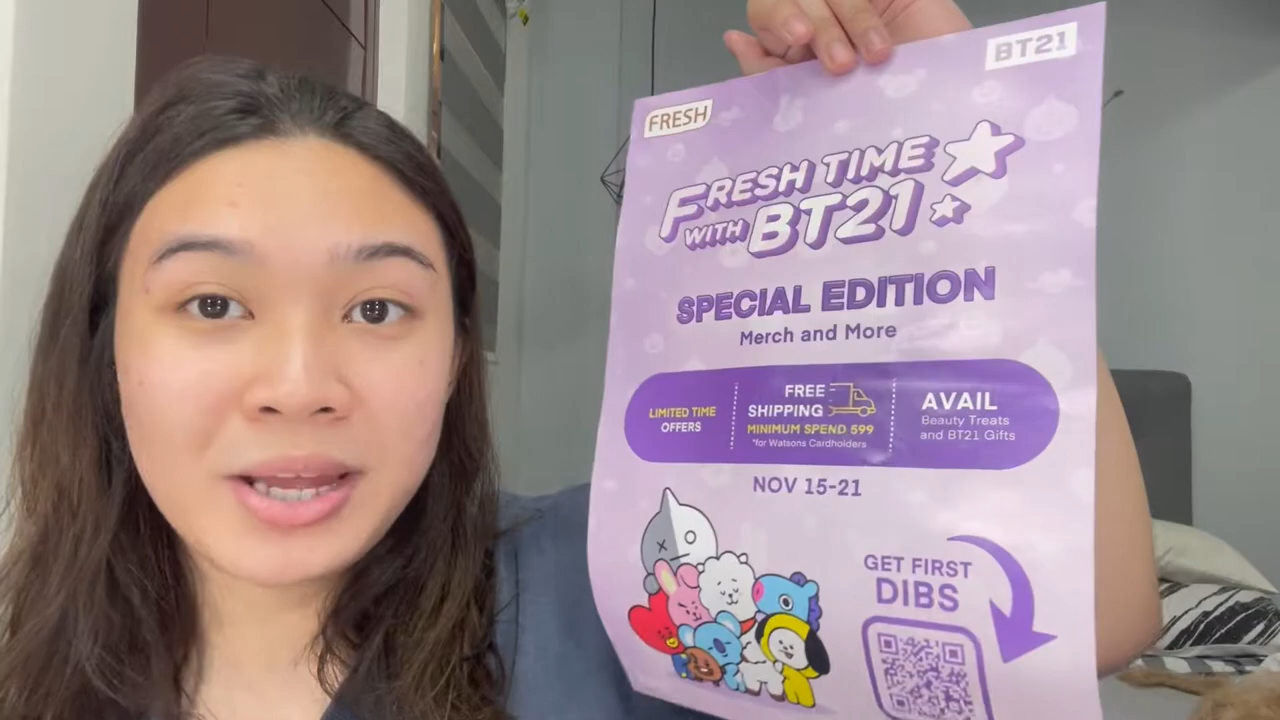 BT21
FRESH
FRESH TIME
WITH BT21
SPECIAL EDITION
Merch and More
LIMITED TIME
OFFERS
FREE
SHIPPING
MINIMUM SPEND 599
*for Watsons Cardholders
AVAIL
Beauty Treats
and BT21 Gifts
NOV 15-21
GET FIRST
DIBS